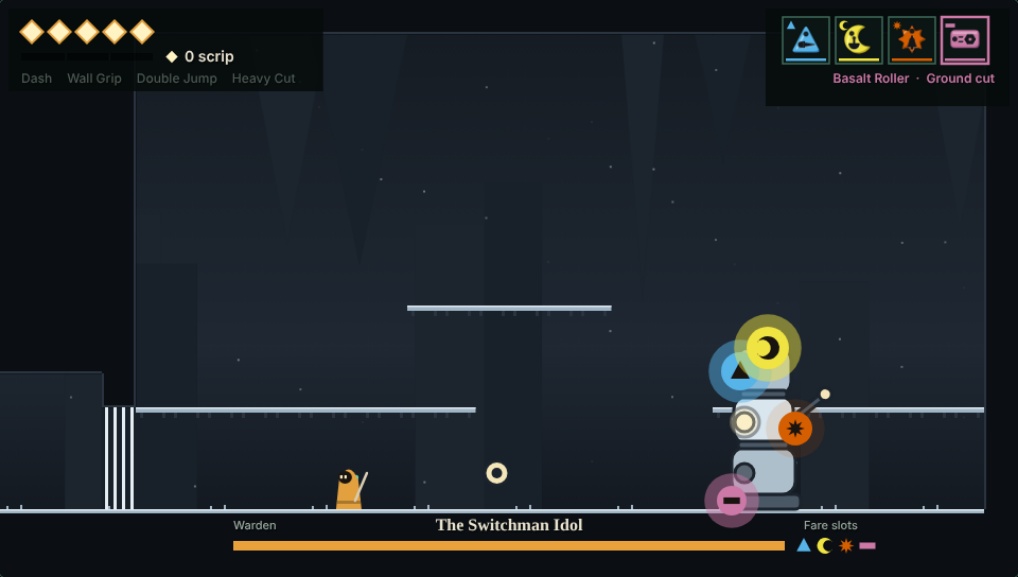 0 scrip
Dash Wall Grip Double Jump Heavy Cut
Basalt Roller · Ground cut
Warden The Switchman Idol Fare slots